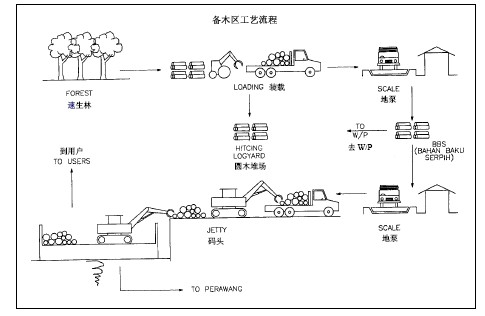 备木区工艺流程
FOREST
速生林
LOADING 装载
SCALE
地泵
HITCING
LOGYARD
圆木堆场
TO
W/P
去 W/P
BBS
(BAHAN BAKU
SERPIH)
到用户
TO USERS
JETTY
码头
SCALE
地泵
TO PERAWANG